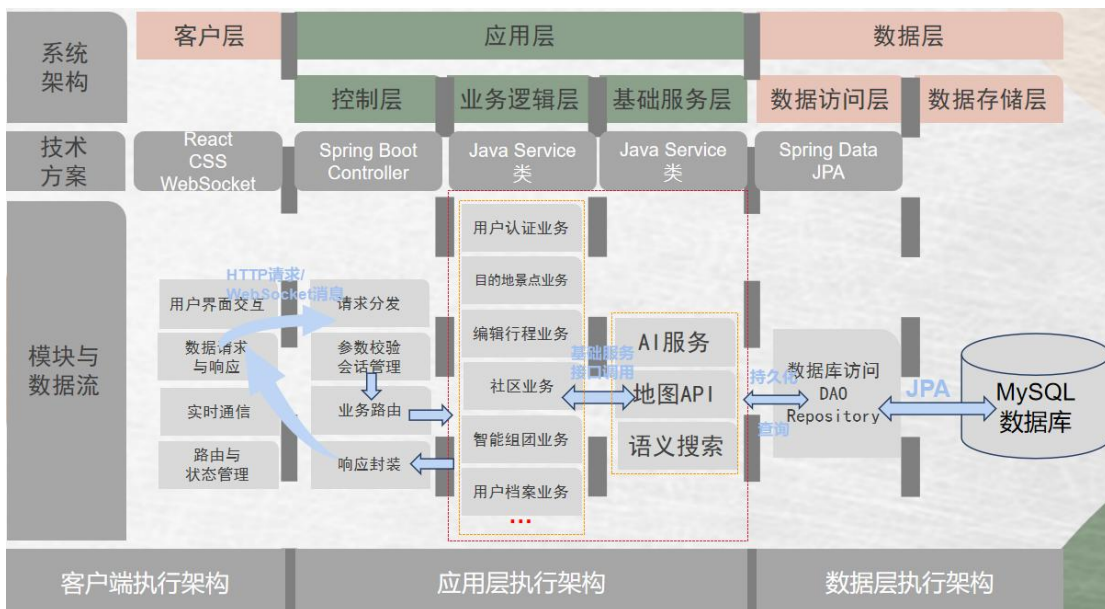 系统
架构
客户层
应用层
数据层
控制层
业务逻辑层
基础服务层
数据访问层
数据存储层
技术
方案
React
CSS
WebSocket
Spring Boot
Controller
Java Service
类
Java Service
类
Spring Data
JPA
模块与
数据流
HTTP请求/
WebSocket消息
用户界面交互
数据请求
与响应
实时通信
路由与
状态管理
请求分发
参数校验
会话管理
业务路由
响应封装
用户认证业务
目的地景点业务
编辑行程业务
社区业务
智能组团业务
用户档案业务
...
基础服务
接口调用
AI服务
地图API
语义搜索
持久化
查询
数据库访问
DAO
Repository
JPA
MySQL
数据库
客户端执行架构
应用层执行架构
数据层执行架构